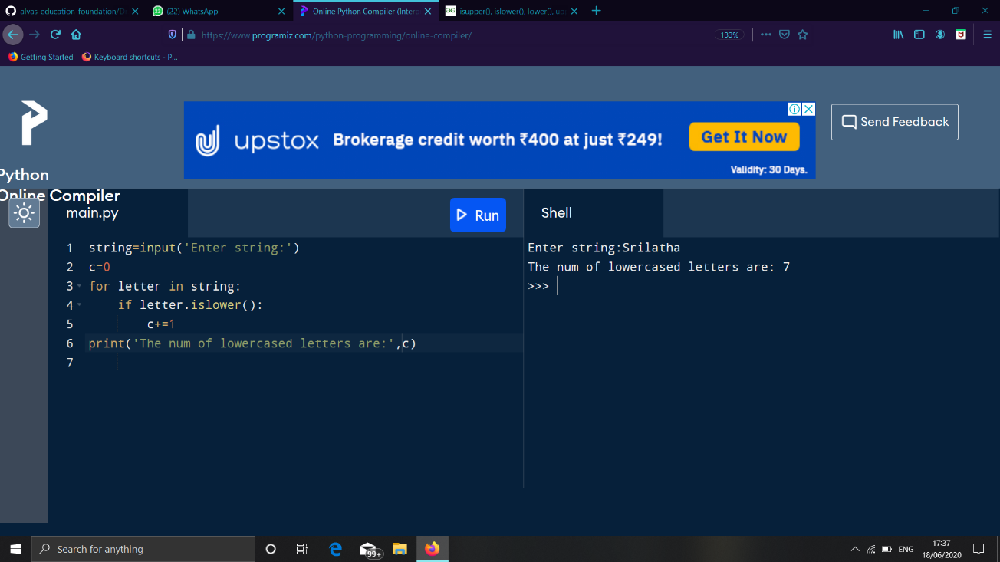 alvas-education-foundation/D
(22) WhatsApp
Online Python Compiler (Interp
isupper(), islower(), lower(), up
https://www.programiz.com/python-programming/online-compiler/
133%
Getting Started
Keyboard shortcuts - P...
upstox
Brokerage credit worth ₹400 at just ₹249!
Get It Now
Validity: 30 Days.
Send Feedback
Python
Online Compiler
main.py
Run
Shell
1 string=input('Enter string:')
2 c=0
3 for letter in string:
4 if letter.islower():
5 c+=1
6 print('The num of lowercased letters are:',c)
7
Enter string:Srilatha
The num of lowercased letters are: 7
>>>
Search for anything
99+
ENG
17:37
18/06/2020